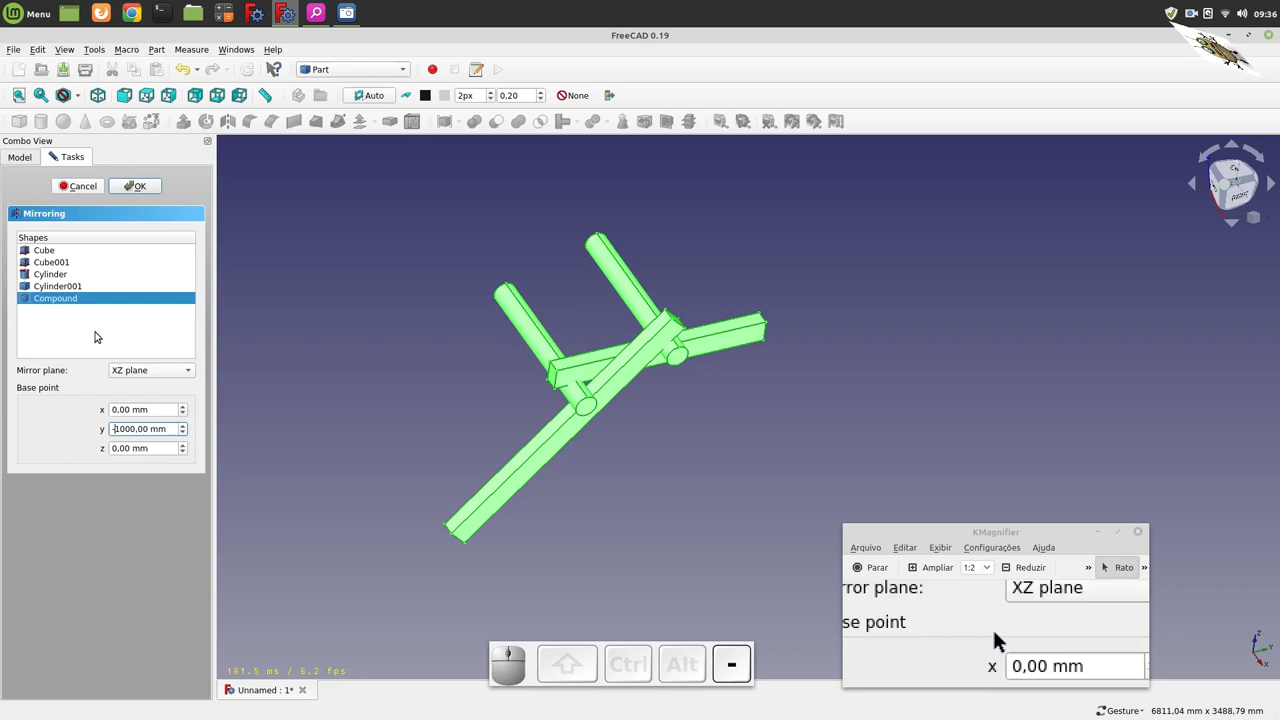 Menu
09:36
FreeCAD 0.19
File Edit View Tools Macro Part Measure Windows Help
Part
Auto 2px 0,20 None
Combo View
Model Tasks
Cancel OK
Mirroring
Shapes
Cube
Cube001
Cylinder
Cylinder001
Compound
Mirror plane: XZ plane
Base point
x 0,00 mm
y -1000,00 mm
z 0,00 mm
RIGHT
KMagnifier
Arquivo Editar Exibir Configurações Ajuda
Parar Ampliar 1:2 Reduzir » Rato »
rror plane: XZ plane
se point
x 0,00 mm
Ctrl Alt -
161.5 ms / 6.2 fps
Unnamed : 1*
Gesture 6811,04 mm x 3488,79 mm